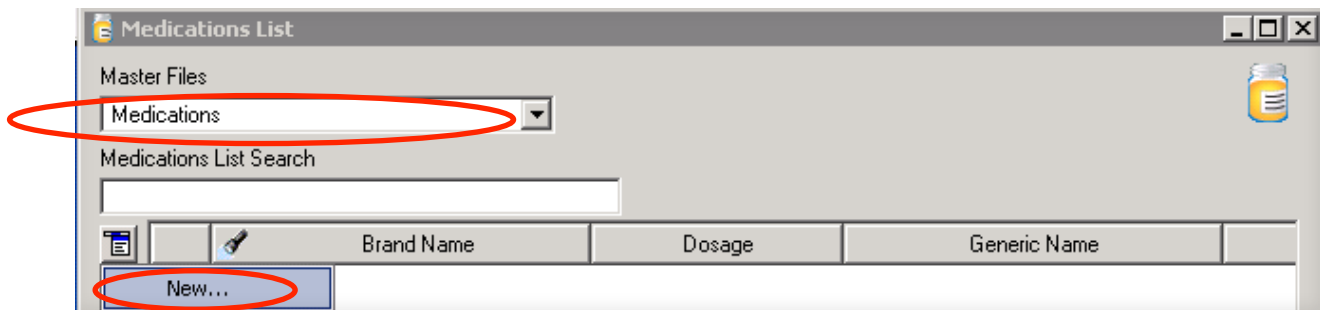 Medications List
Master Files
Medications
Medications List Search
Brand Name Dosage Generic Name
New...